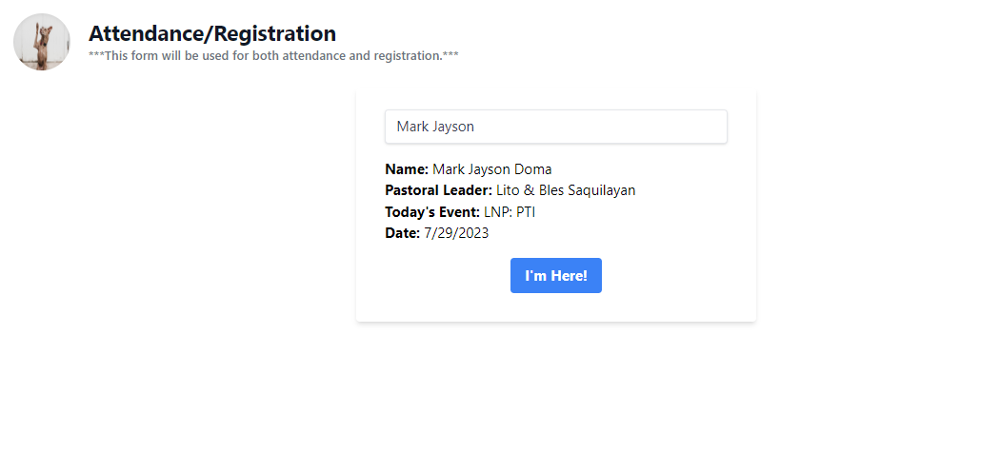 Attendance/Registration
***This form will be used for both attendance and registration.***
Mark Jayson
Name: Mark Jayson Doma
Pastoral Leader: Lito & Bles Saquilayan
Today's Event: LNP: PTI
Date: 7/29/2023
I'm Here!